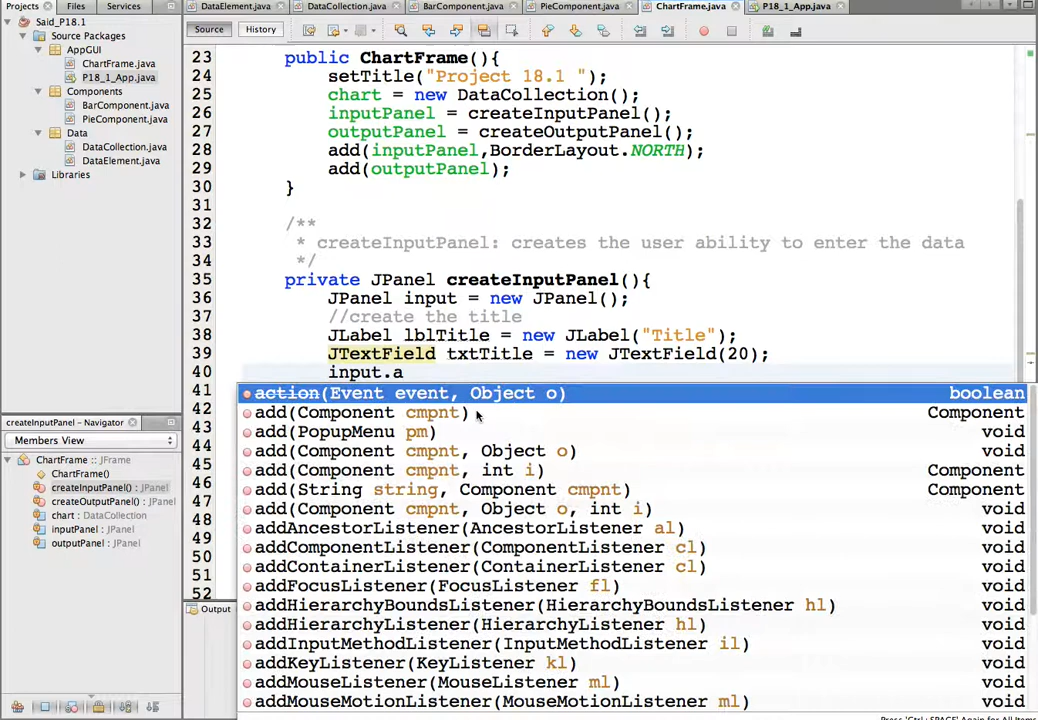 Projects Files Services DataElement.java DataCollection.java BarComponent.java PieComponent.java ChartFrame.java P18_1_App.java
Source History
Said_P18.1
Source Packages
AppGUI
ChartFrame.java
P18_1_App.java
Components
BarComponent.java
PieComponent.java
Data
DataCollection.java
DataElement.java
Libraries
createInputPanel - Navigator
Members View
ChartFrame :: JFrame
ChartFrame()
createInputPanel() : JPanel
createOutputPanel() : JPanel
chart : DataCollection
inputPanel : JPanel
outputPanel : JPanel
23 public ChartFrame(){
24 setTitle("Project 18.1 ");
25 chart = new DataCollection();
26 inputPanel = createInputPanel();
27 outputPanel = createOutputPanel();
28 add(inputPanel,BorderLayout.NORTH);
29 add(outputPanel);
30 }
31
32 /**
33 * createInputPanel: creates the user ability to enter the data
34 */
35 private JPanel createInputPanel(){
36 JPanel input = new JPanel();
37 //create the title
38 JLabel lblTitle = new JLabel("Title");
39 JTextField txtTitle = new JTextField(20);
40 input.a
41 action(Event event, Object o) boolean
42 add(Component cmpnt) Component
43 add(PopupMenu pm) void
44 add(Component cmpnt, Object o) void
45 add(Component cmpnt, int i) Component
46 add(String string, Component cmpnt) Component
47 add(Component cmpnt, Object o, int i) void
48 addAncestorListener(AncestorListener al) void
49 addComponentListener(ComponentListener cl) void
50 addContainerListener(ContainerListener cl) void
51 addFocusListener(FocusListener fl) void
52 addHierarchyBoundsListener(HierarchyBoundsListener hl) void
Output addHierarchyListener(HierarchyListener hl) void
addInputMethodListener(InputMethodListener il) void
addKeyListener(KeyListener kl) void
addMouseListener(MouseListener ml) void
addMouseMotionListener(MouseMotionListener ml) void